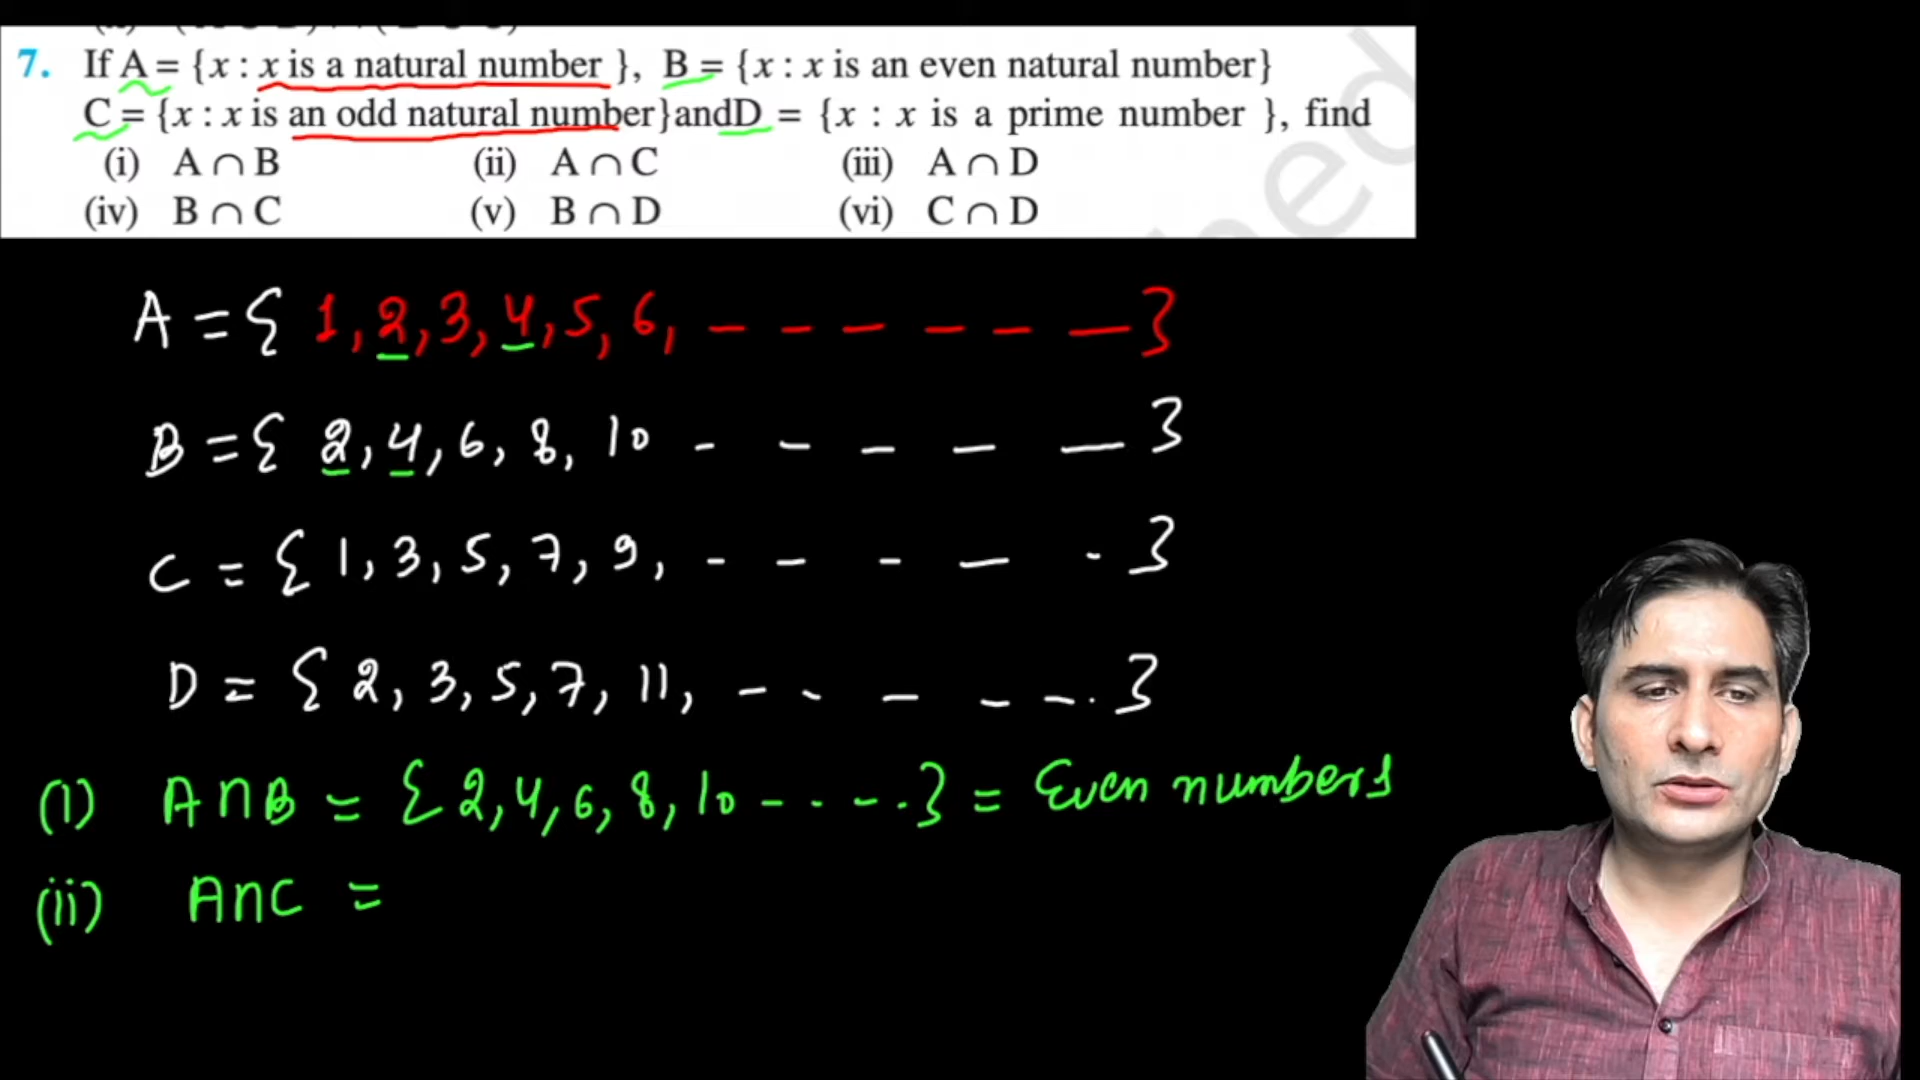 7. If A = {x : x is a natural number }, B = {x : x is an even natural number}
C = {x : x is an odd natural number}andD = {x : x is a prime number }, find
(i) A ∩ B (ii) A ∩ C (iii) A ∩ D
(iv) B ∩ C (v) B ∩ D (vi) C ∩ D
A = { 1, 2, 3, 4, 5, 6, - - - - - - }
B = { 2, 4, 6, 8, 10 - - - - - }
C = { 1, 3, 5, 7, 9, - - - - - }
D = { 2, 3, 5, 7, 11, - - - - - . }
(i) A∩B = { 2, 4, 6, 8, 10 - - - - . } = Even numbers
(ii) A∩C =